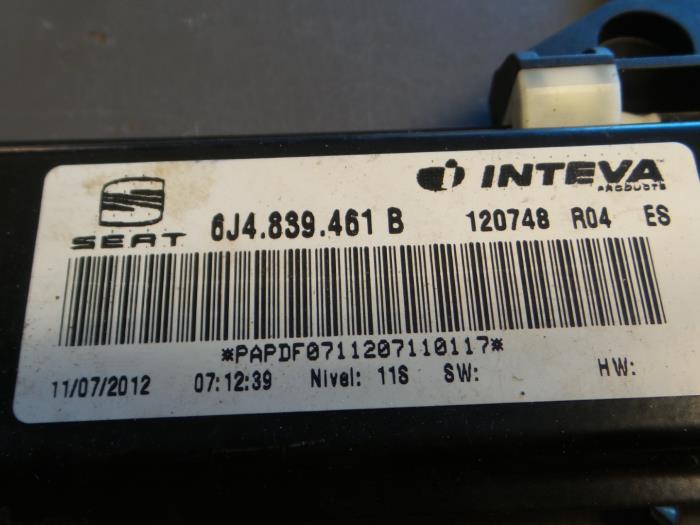 SEAT
6J4.839.461 B
INTEVA
PRODUCTS
120748 R04 ES
*PAPDF0711207110117*
11/07/2012 07:12:39 Nivel: 11S SW: HW: